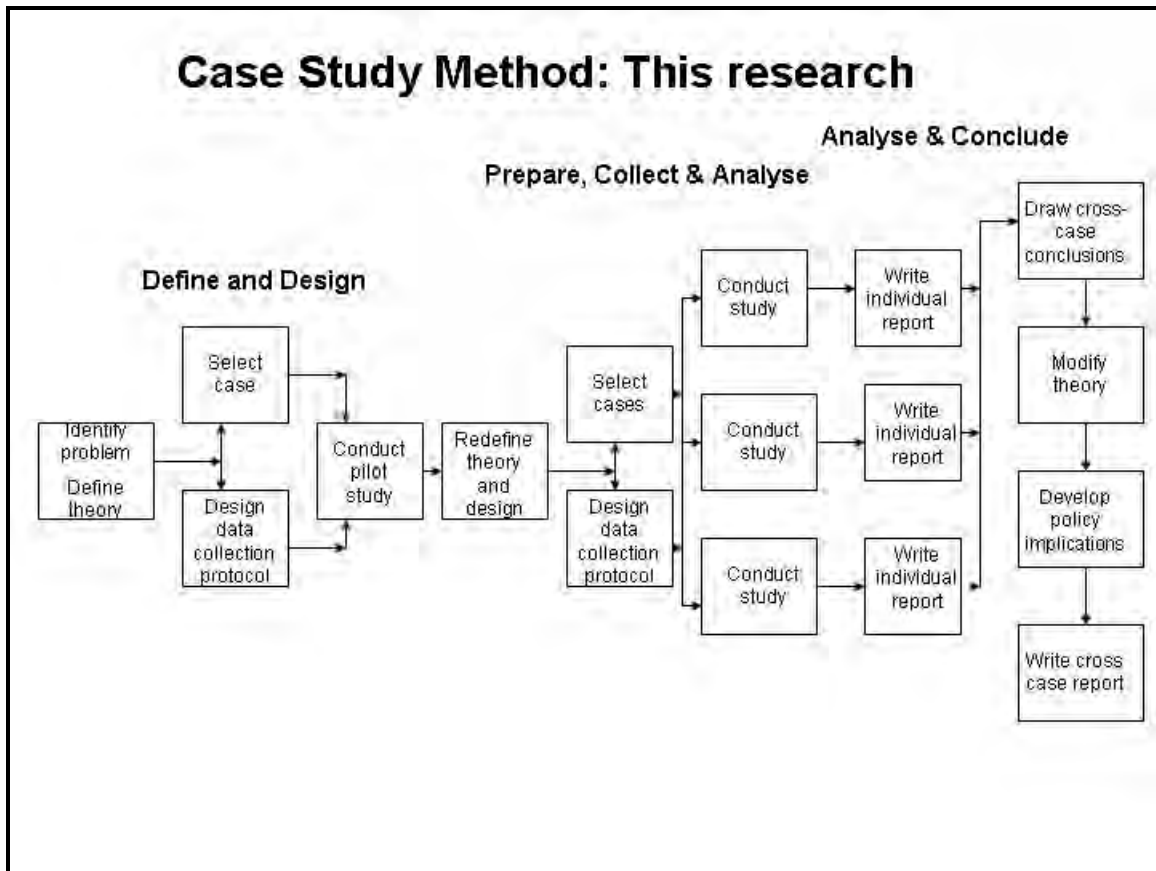 Case Study Method: This research
Analyse & Conclude
Prepare, Collect & Analyse
Define and Design
Identify
problem
Define
theory
Select
case
Design
data
collection
protocol
Conduct
pilot
study
Redefine
theory
and
design
Select
cases
Design
data
collection
protocol
Conduct
study
Write
individual
report
Conduct
study
Write
individual
report
Conduct
study
Write
individual
report
Draw cross-
case
conclusions
Modify
theory
Develop
policy
implications
Write cross
case report